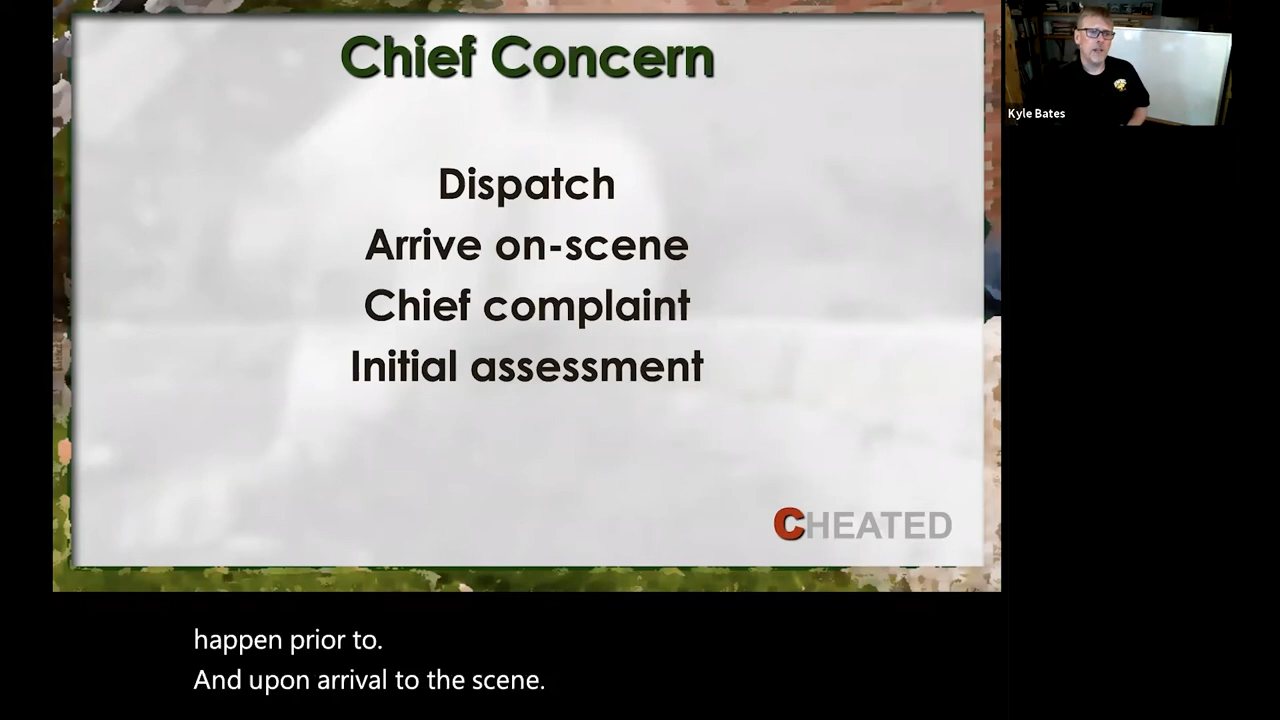 Chief Concern
Dispatch
Arrive on-scene
Chief complaint
Initial assessment
CHEATED
Kyle Bates
happen prior to.
And upon arrival to the scene.